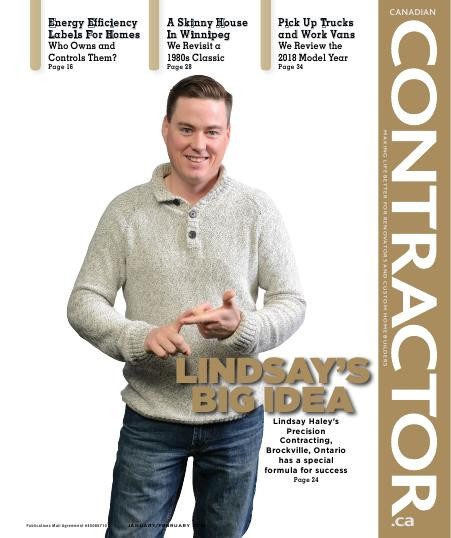 Energy Efficiency
Labels For Homes
Who Owns and
Controls Them?
Page 16
A Skinny House
In Winnipeg
We Revisit a
1980s Classic
Page 28
Pick Up Trucks
and Work Vans
We Review the
2018 Model Year
Page 34
CANADIAN
CONTRACTOR
.ca
MAKING LIFE BETTER FOR RENOVATORS AND CUSTOM HOME BUILDERS
LINDSAY'S
BIG IDEA
Lindsay Haley's
Precision
Contracting,
Brockville, Ontario
has a special
formula for success
Page 24
Publications Mail Agreement
JANUARY/FEBRUARY